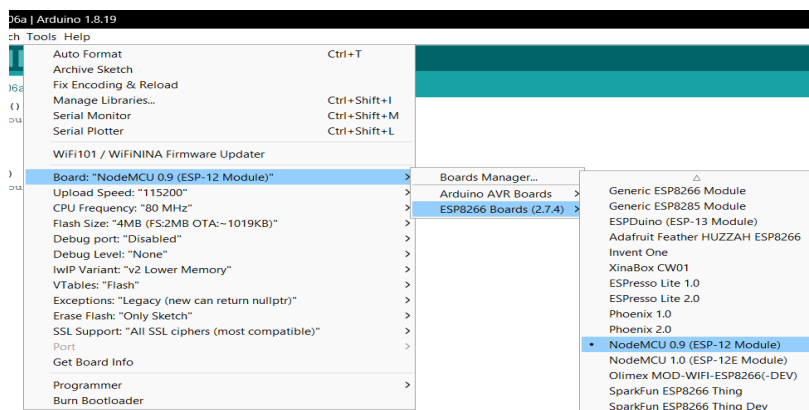 06a | Arduino 1.8.19
ch Tools Help
Auto Format Ctrl+T
Archive Sketch
Fix Encoding & Reload
Manage Libraries... Ctrl+Shift+I
Serial Monitor Ctrl+Shift+M
Serial Plotter Ctrl+Shift+L
WiFi101 / WiFiNINA Firmware Updater
Board: "NodeMCU 0.9 (ESP-12 Module)"
Upload Speed: "115200"
CPU Frequency: "80 MHz"
Flash Size: "4MB (FS:2MB OTA:~1019KB)"
Debug port: "Disabled"
Debug Level: "None"
IwIP Variant: "v2 Lower Memory"
VTables: "Flash"
Exceptions: "Legacy (new can return nullptr)"
Erase Flash: "Only Sketch"
SSL Support: "All SSL ciphers (most compatible)"
Port
Get Board Info
Programmer
Burn Bootloader
Boards Manager...
Arduino AVR Boards
ESP8266 Boards (2.7.4)
Generic ESP8266 Module
Generic ESP8285 Module
ESPDuino (ESP-13 Module)
Adafruit Feather HUZZAH ESP8266
Invent One
XinaBox CW01
ESPresso Lite 1.0
ESPresso Lite 2.0
Phoenix 1.0
Phoenix 2.0
NodeMCU 0.9 (ESP-12 Module)
NodeMCU 1.0 (ESP-12E Module)
Olimex MOD-WIFI-ESP8266(-DEV)
SparkFun ESP8266 Thing
SparkFun ESP8266 Thing Dev